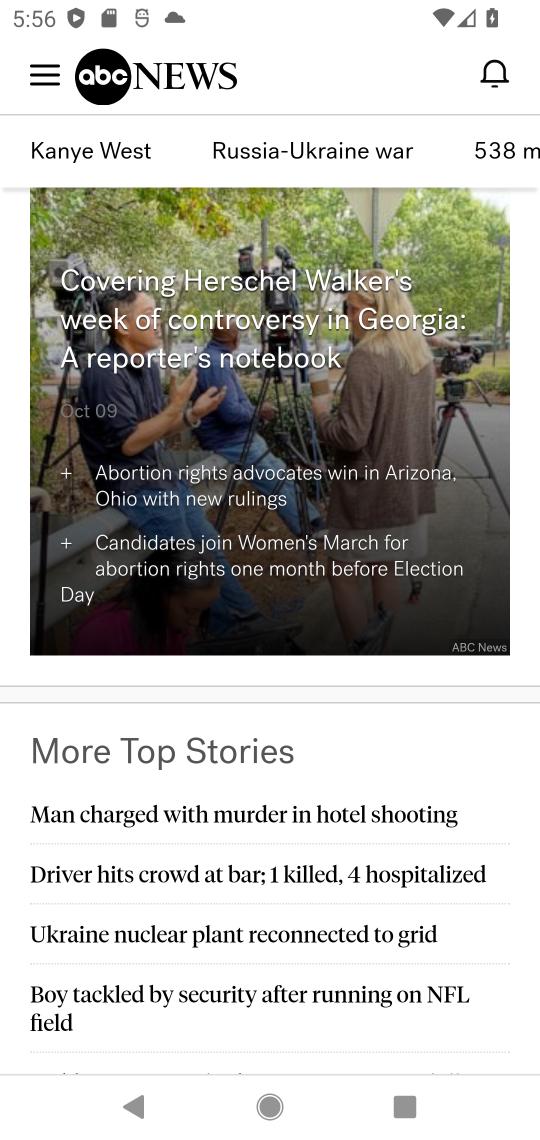 5:56
abc NEWS
Kanye West Russia-Ukraine war 538 m
Covering Herschel Walker's
week of controversy in Georgia:
A reporter's notebook
Oct 09
+ Abortion rights advocates win in Arizona,
Ohio with new rulings
+ Candidates join Women's March for
abortion rights one month before Election
Day
ABC News
More Top Stories
Man charged with murder in hotel shooting
Driver hits crowd at bar; 1 killed, 4 hospitalized
Ukraine nuclear plant reconnected to grid
Boy tackled by security after running on NFL
field